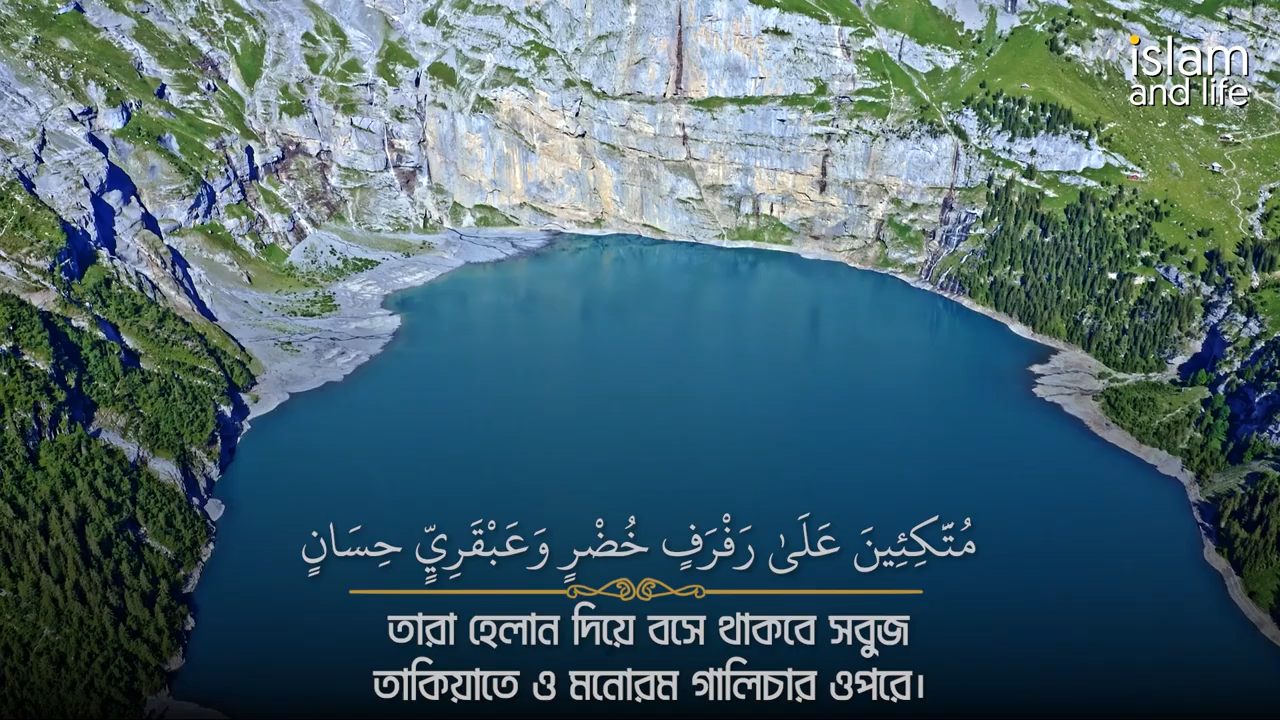 islam
and life
مُتَّكِئِينَ عَلَىٰ رَفْرَفٍ خُضْرٍ وَعَبْقَرِيٍّ حِسَانٍ
তারা হেলান দিয়ে বসে থাকবে সবুজ
তাকিয়াতে ও মনোরম গালিচার ওপরে।